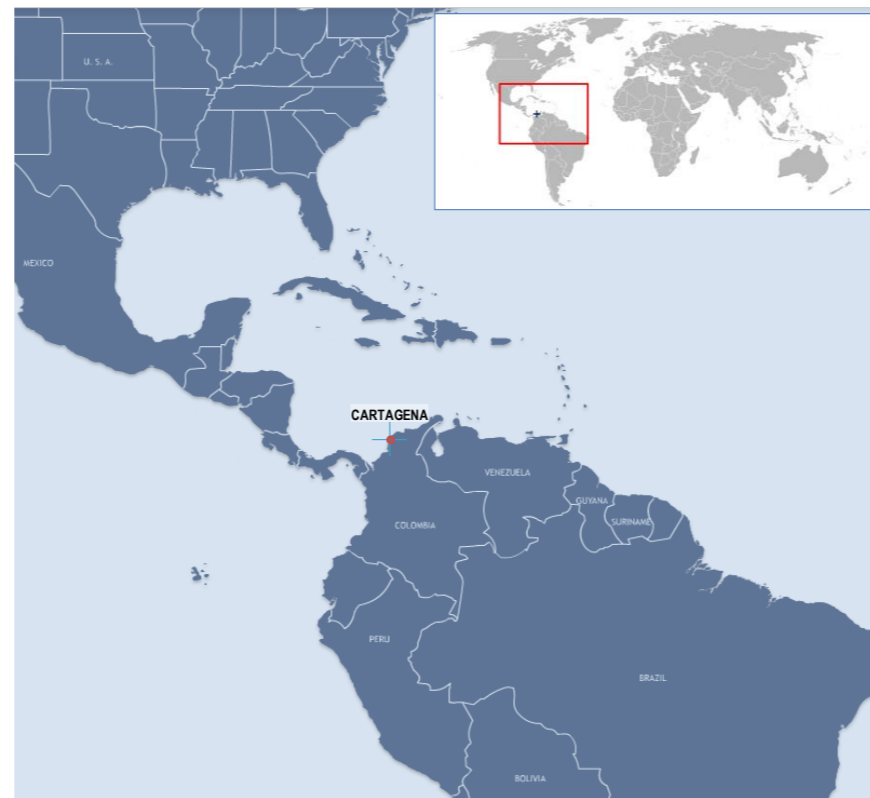 U. S. A.
MEXICO
CARTAGENA
VENEZUELA
GUYANA
SURINAME
COLOMBIA
PERU
BRAZIL
BOLIVIA